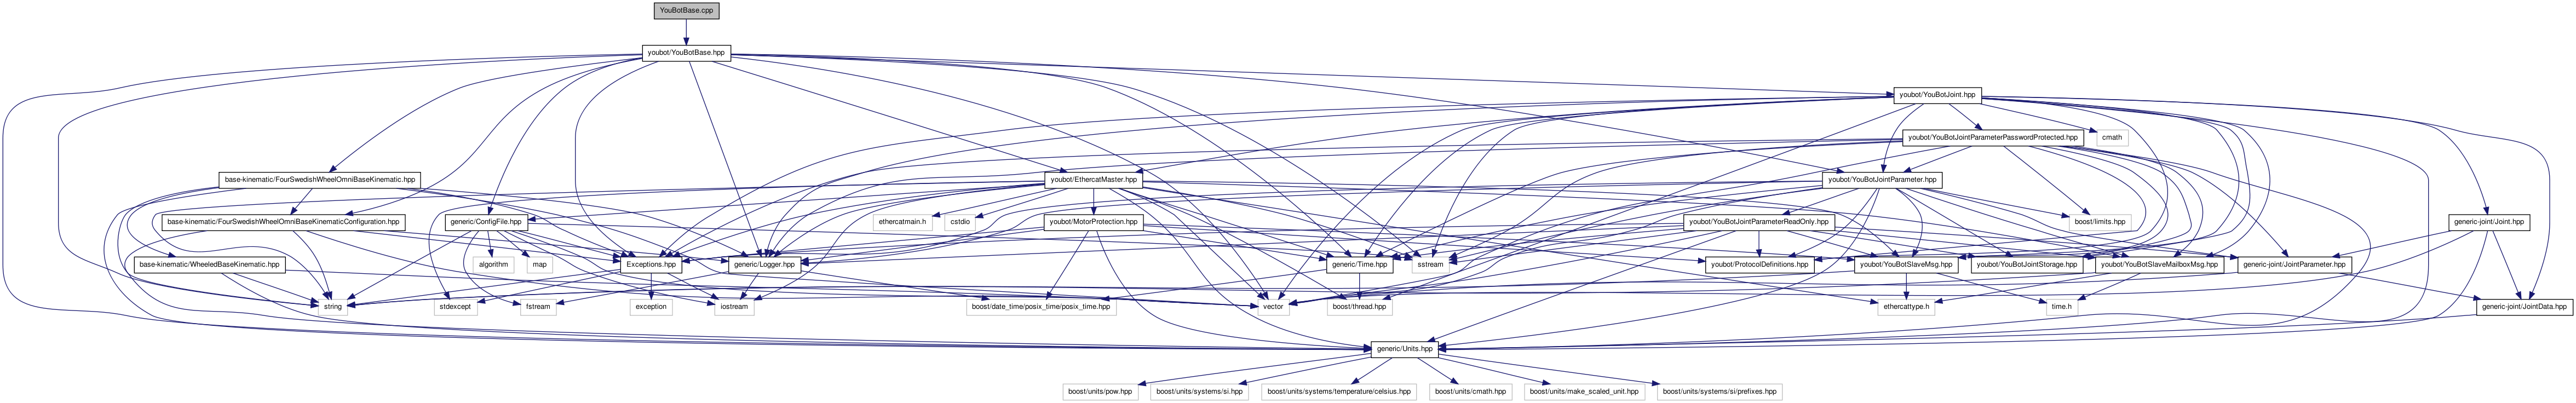 YouBotBase.cpp
youbot/YouBotBase.hpp
youbot/YouBotJoint.hpp
youbot/YouBotJointParameterPasswordProtected.hpp
cmath
base-kinematic/FourSwedishWheelOmniBaseKinematic.hpp
youbot/EthercatMaster.hpp
youbot/YouBotJointParameter.hpp
base-kinematic/FourSwedishWheelOmniBaseKinematicConfiguration.hpp
generic/ConfigFile.hpp
ethercatmain.h
cstdio
youbot/MotorProtection.hpp
youbot/YouBotJointParameterReadOnly.hpp
boost/limits.hpp
generic-joint/Joint.hpp
base-kinematic/WheeledBaseKinematic.hpp
algorithm
map
Exceptions.hpp
generic/Logger.hpp
generic/Time.hpp
sstream
youbot/ProtocolDefinitions.hpp
youbot/YouBotSlaveMsg.hpp
youbot/YouBotJointStorage.hpp
youbot/YouBotSlaveMailboxMsg.hpp
generic-joint/JointParameter.hpp
string
stdexcept
fstream
exception
iostream
boost/date_time/posix_time/posix_time.hpp
vector
boost/thread.hpp
ethercattype.h
time.h
generic-joint/JointData.hpp
generic/Units.hpp
boost/units/pow.hpp
boost/units/systems/si.hpp
boost/units/systems/temperature/celsius.hpp
boost/units/cmath.hpp
boost/units/make_scaled_unit.hpp
boost/units/systems/si/prefixes.hpp